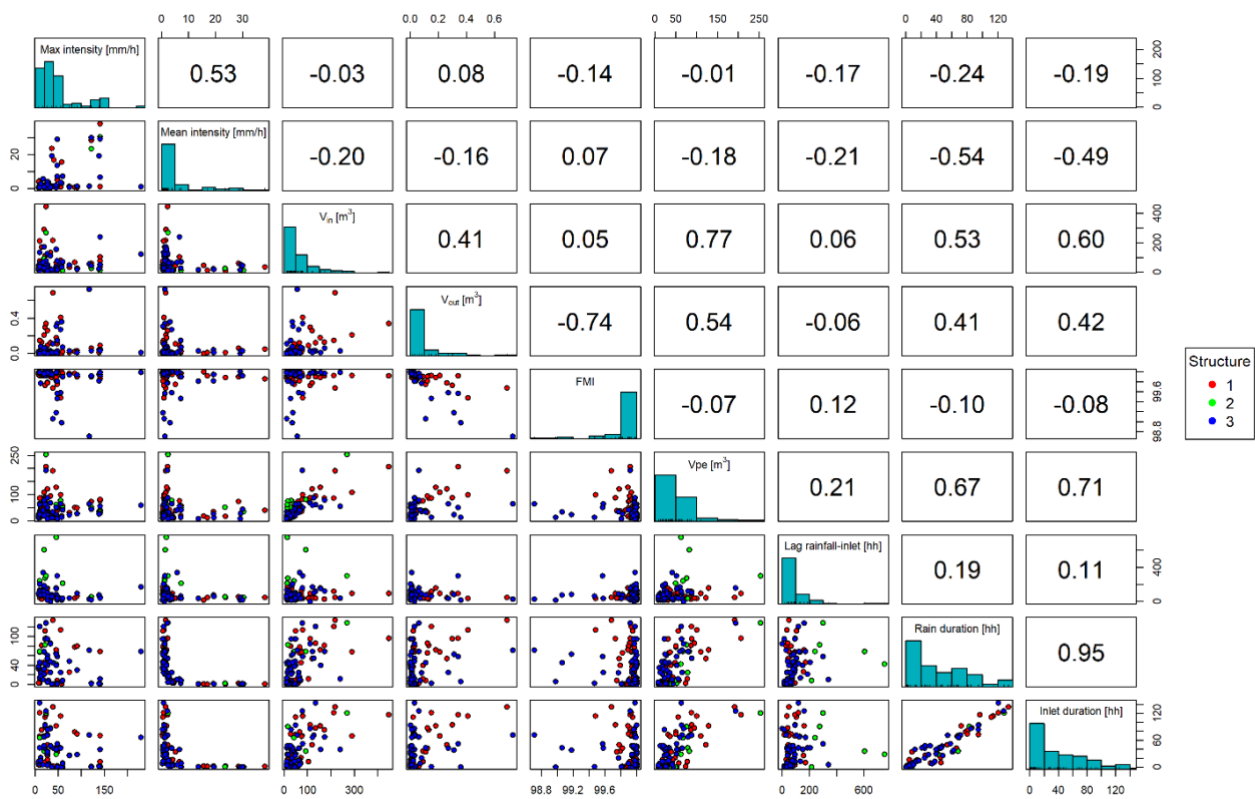 0 10 20 30
0.0 0.2 0.4 0.6
0 50 150 250
0 40 80 120
Max intensity [mm/h]
0.53
-0.03
0.08
-0.14
-0.01
-0.17
-0.24
-0.19
0 100 200
0 20
Mean intensity [mm/h]
-0.20
-0.16
0.07
-0.18
-0.21
-0.54
-0.49
V_in [m³]
0.41
0.05
0.77
0.06
0.53
0.60
0 200 400
0.0 0.4
V_out [m³]
-0.74
0.54
-0.06
0.41
0.42
FMI
-0.07
0.12
-0.10
-0.08
98.8 99.6
0 50 150 250
Vpe [m³]
0.21
0.67
0.71
Lag rainfall-inlet [hh]
0.19
0.11
0 400
0 40 100
Rain duration [hh]
0.95
Inlet duration [hh]
0 40 80 120
0 50 150
0 100 300
98.8 99.2 99.6
0 200 600
0 40 80 120
Structure
1
2
3